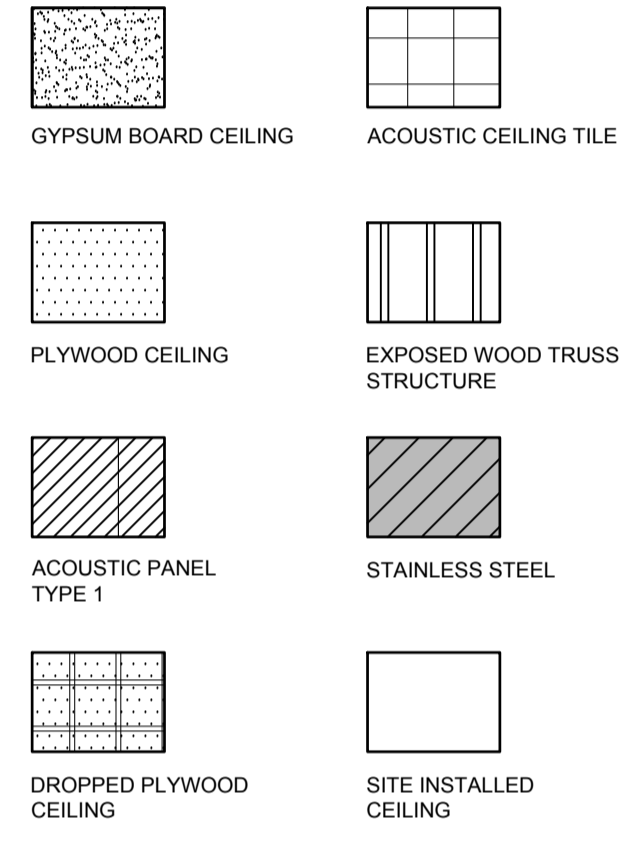 GYPSUM BOARD CEILING
ACOUSTIC CEILING TILE
PLYWOOD CEILING
EXPOSED WOOD TRUSS
STRUCTURE
ACOUSTIC PANEL
TYPE 1
STAINLESS STEEL
DROPPED PLYWOOD
CEILING
SITE INSTALLED
CEILING